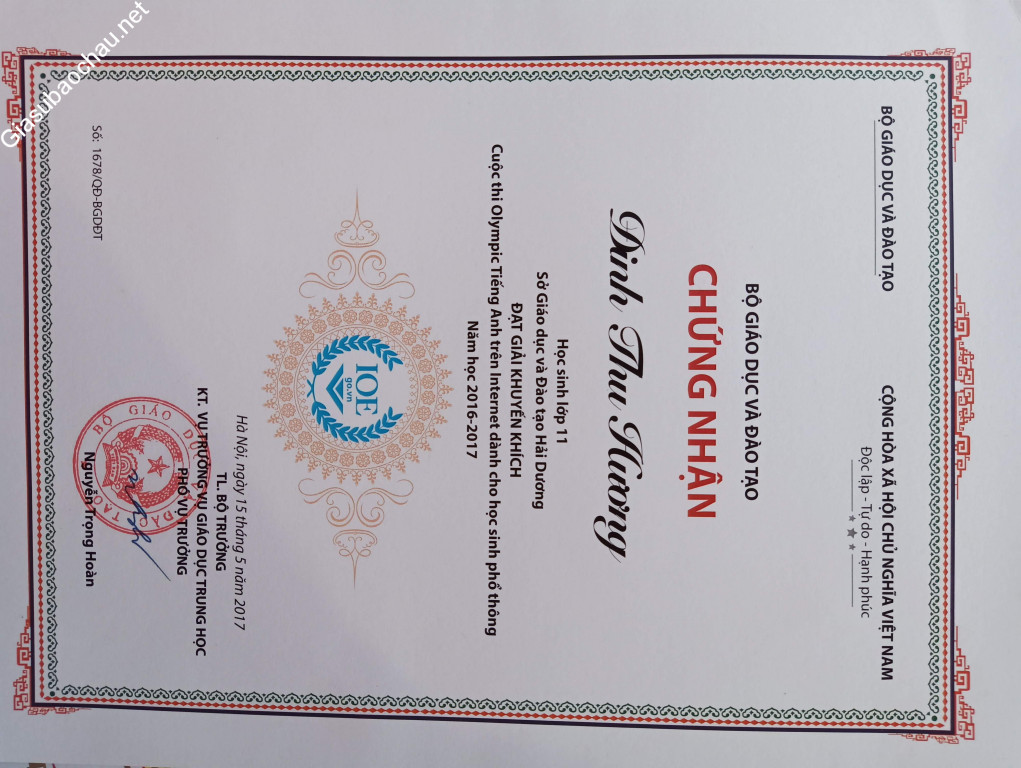 BỘ GIÁO DỤC VÀ ĐÀO TẠO
CỘNG HÒA XÃ HỘI CHỦ NGHĨA VIỆT NAM
Độc lập - Tự do - Hạnh phúc
BỘ GIÁO DỤC VÀ ĐÀO TẠO
CHỨNG NHẬN
Đinh Thu Hương
Học sinh lớp 11
Sở Giáo dục và Đào tạo Hải Dương
ĐẠT GIẢI KHUYẾN KHÍCH
Cuộc thi Olympic Tiếng Anh trên Internet dành cho học sinh phổ thông
Năm học 2016-2017
IOE
go.vn
Hà Nội, ngày 15 tháng 5 năm 2017
TL. BỘ TRƯỞNG
KT. VỤ TRƯỞNG VỤ GIÁO DỤC TRUNG HỌC
PHÓ VỤ TRƯỞNG
BỘ GIÁO DỤC
ĐÀO TẠO
Nguyễn Trọng Hoàn
Số: 1678/QĐ-BGDĐT
Giasubaochau.net